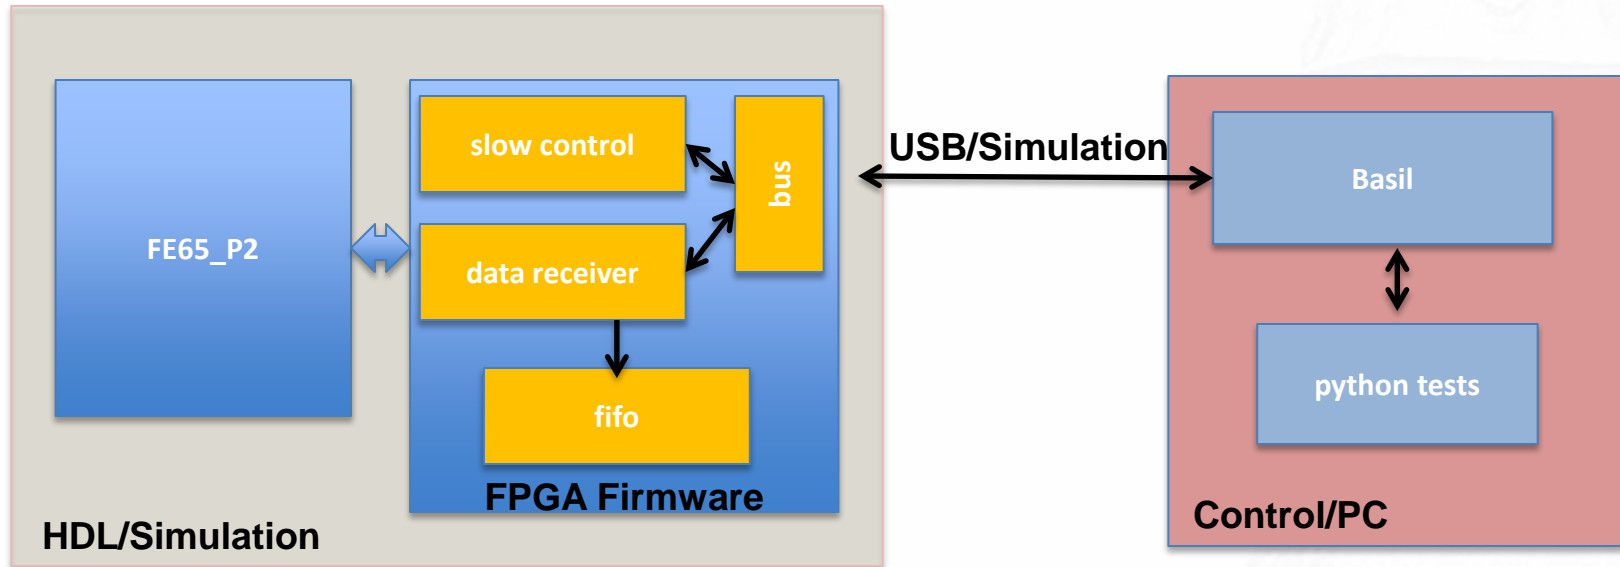 slow control
bus
USB/Simulation
Basil
FE65_P2
data receiver
python tests
fifo
FPGA Firmware
HDL/Simulation
Control/PC